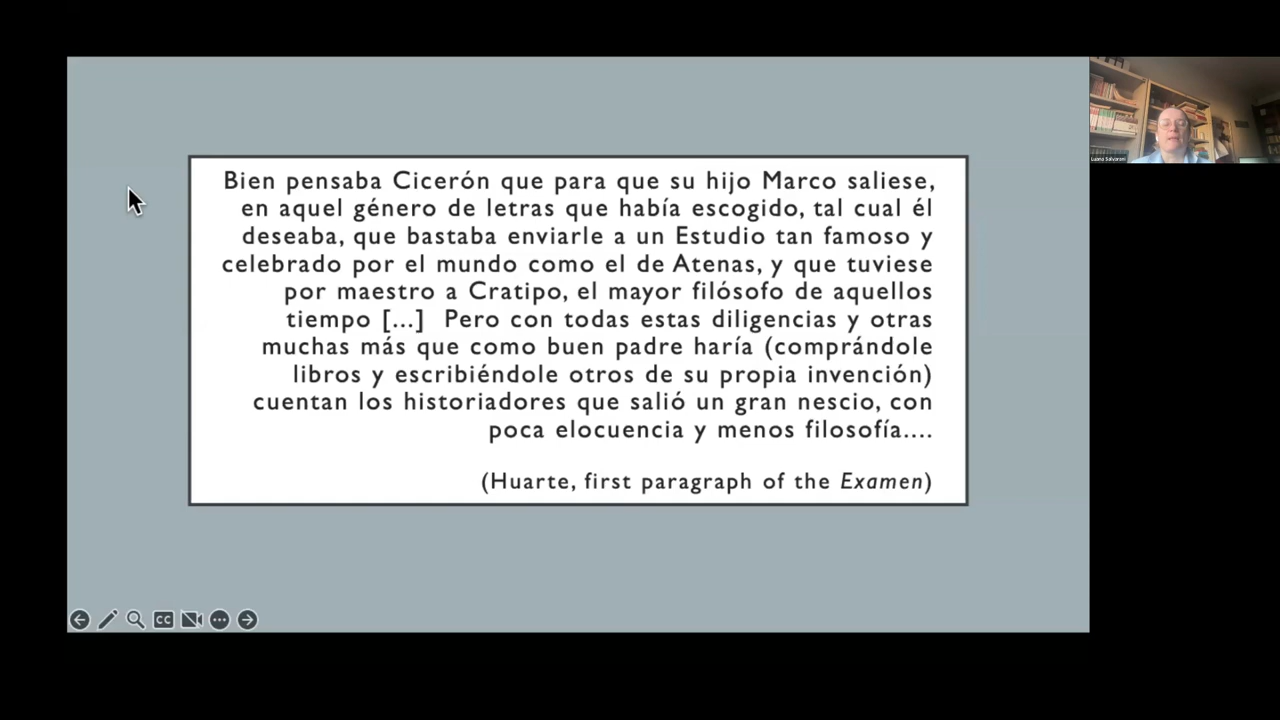 Bien pensaba Cicerón que para que su hijo Marco saliese,
en aquel género de letras que había escogido, tal cual él
deseaba, que bastaba enviarle a un Estudio tan famoso y
celebrado por el mundo como el de Atenas, y que tuviese
por maestro a Cratipo, el mayor filósofo de aquellos
tiempo [...] Pero con todas estas diligencias y otras
muchas más que como buen padre haría (comprándole
libros y escribiéndole otros de su propia invención)
cuentan los historiadores que salió un gran nescio, con
poca elocuencia y menos filosofía....
(Huarte, first paragraph of the Examen)
Luana Salvarani
CC